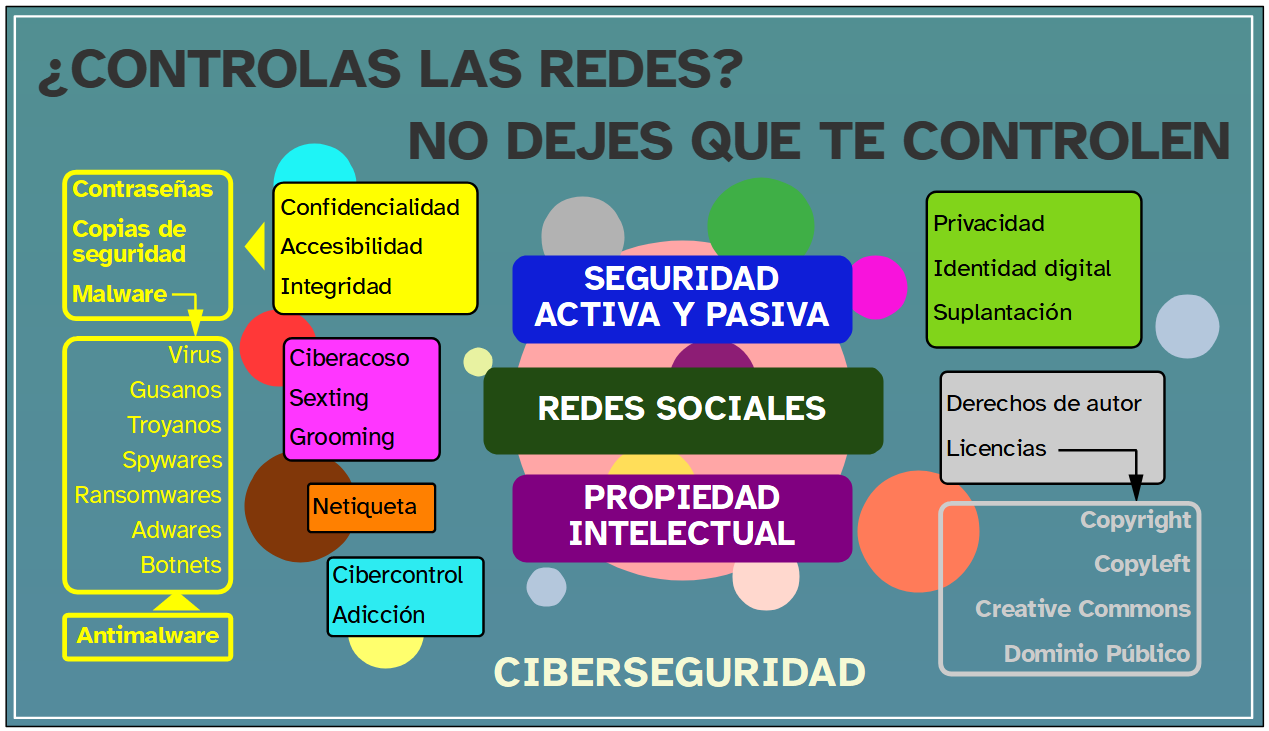 ¿CONTROLAS LAS REDES?
NO DEJES QUE TE CONTROLEN
Contraseñas
Copias de
seguridad
Malware
Virus
Gusanos
Troyanos
Spywares
Ransomwares
Adwares
Botnets
Antimalware
Confidencialidad
Accesibilidad
Integridad
Ciberacoso
Sexting
Grooming
Netiqueta
Cibercontrol
Adicción
SEGURIDAD
ACTIVA Y PASIVA
REDES SOCIALES
PROPIEDAD
INTELECTUAL
CIBERSEGURIDAD
Privacidad
Identidad digital
Suplantación
Derechos de autor
Licencias
Copyright
Copyleft
Creative Commons
Dominio Público